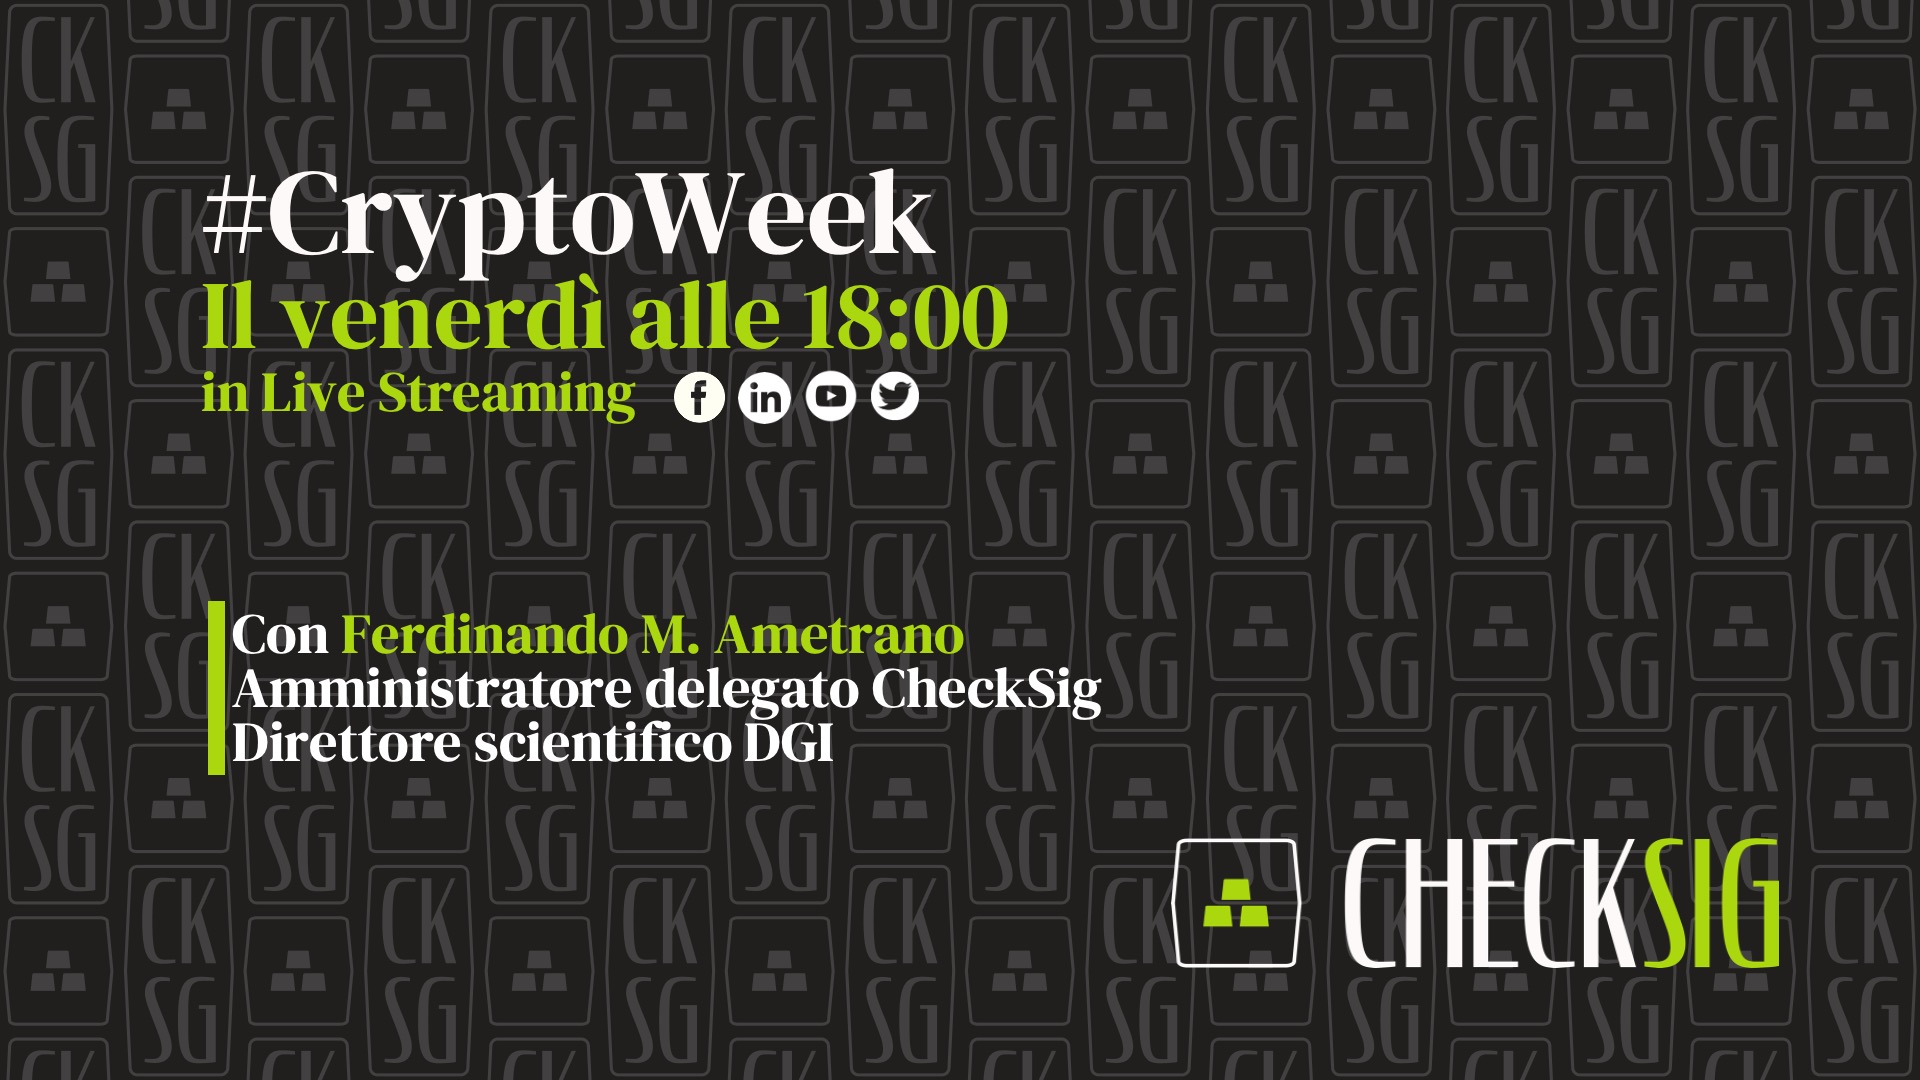 #CryptoWeek
Il venerdì alle 18:00
in Live Streaming
Con Ferdinando M. Ametrano
Amministratore delegato CheckSig
Direttore scientifico DGI
CHECKSIG